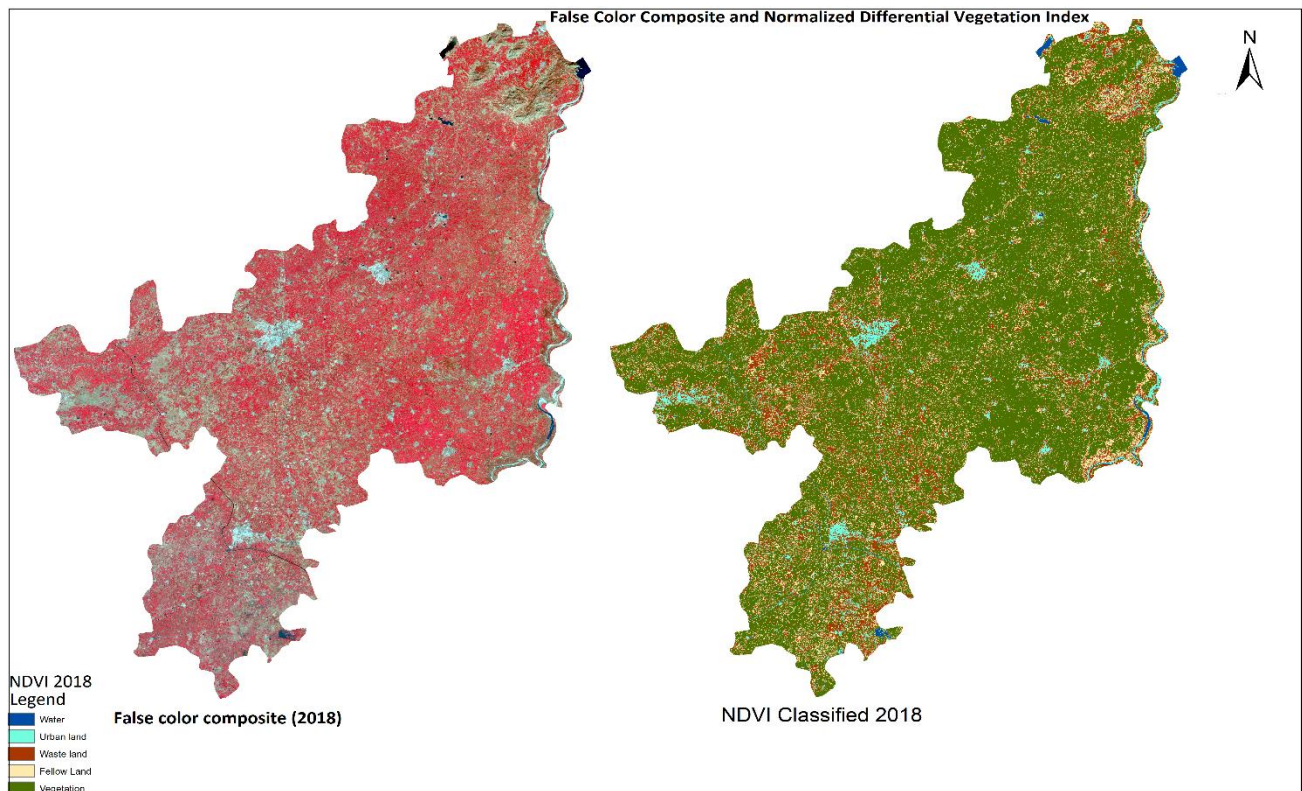 False Color Composite and Normalized Differential Vegetation Index
N
NDVI 2018
Legend
Water
Urban land
Waste land
Fellow Land
Vegetation
False color composite (2018)
NDVI Classified 2018